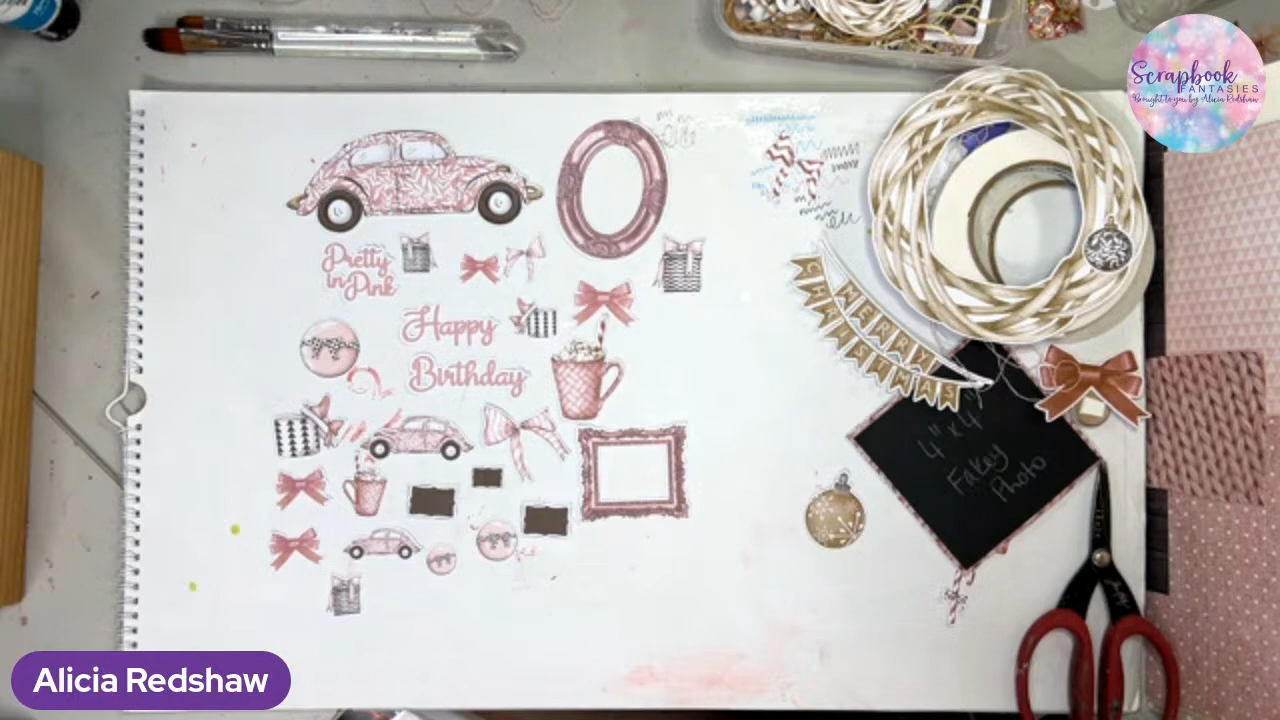 Scrapbook
FANTASIES
Brought to you by Alicia Redshaw
Pretty
in Pink
Happy
Birthday
MERRY
CHRISTMAS
4" x 4"
Fakey
Photo
Alicia Redshaw